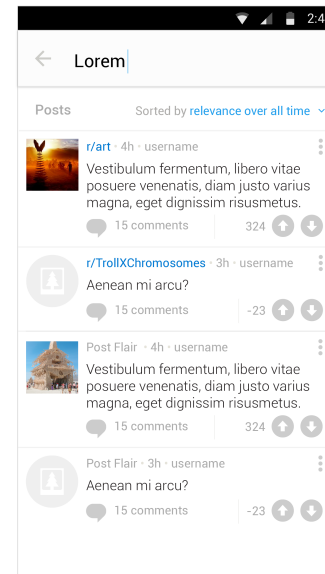 2:4
Lorem
Posts
Sorted by relevance over all time
r/art · 4h · username
Vestibulum fermentum, libero vitae
posuere venenatis, diam justo varius
magna, eget dignissim risusmetus.
15 comments
324
r/TrollXChromosomes · 3h · username
Aenean mi arcu?
15 comments
-23
Post Flair · 4h · username
Vestibulum fermentum, libero vitae
posuere venenatis, diam justo varius
magna, eget dignissim risusmetus.
15 comments
324
Post Flair · 3h · username
Aenean mi arcu?
15 comments
-23